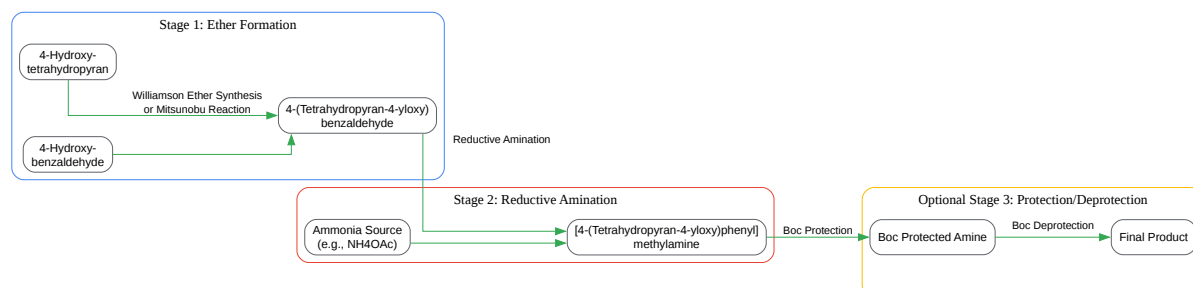 Stage 1: Ether Formation
4-Hydroxy-
tetrahydropyran
Williamson Ether Synthesis
or Mitsunobu Reaction
4-(Tetrahydropyran-4-yloxy)
benzaldehyde
4-Hydroxy-
benzaldehyde
Reductive Amination
Stage 2: Reductive Amination
Ammonia Source
(e.g., NH4OAc)
[4-(Tetrahydropyran-4-yloxy)phenyl]
methylamine
Boc Protection
Optional Stage 3: Protection/Deprotection
Boc Protected Amine
Boc Deprotection
Final Product